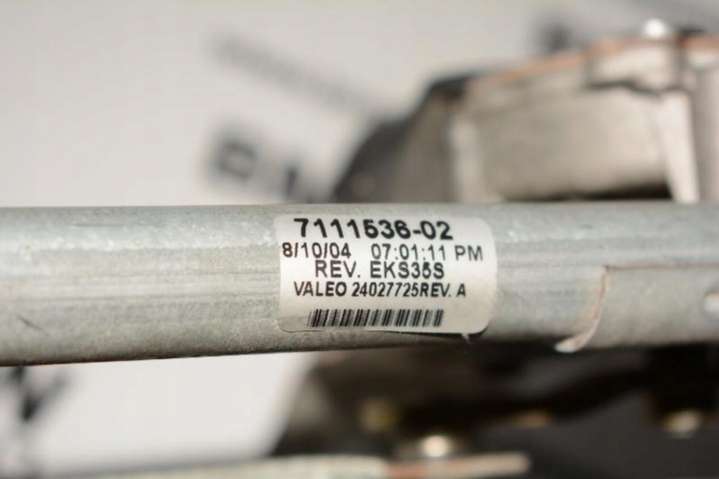 7111536-02
8/10/04 07:01:11 PM
REV. EKS35S
VALEO 24027725REV. A